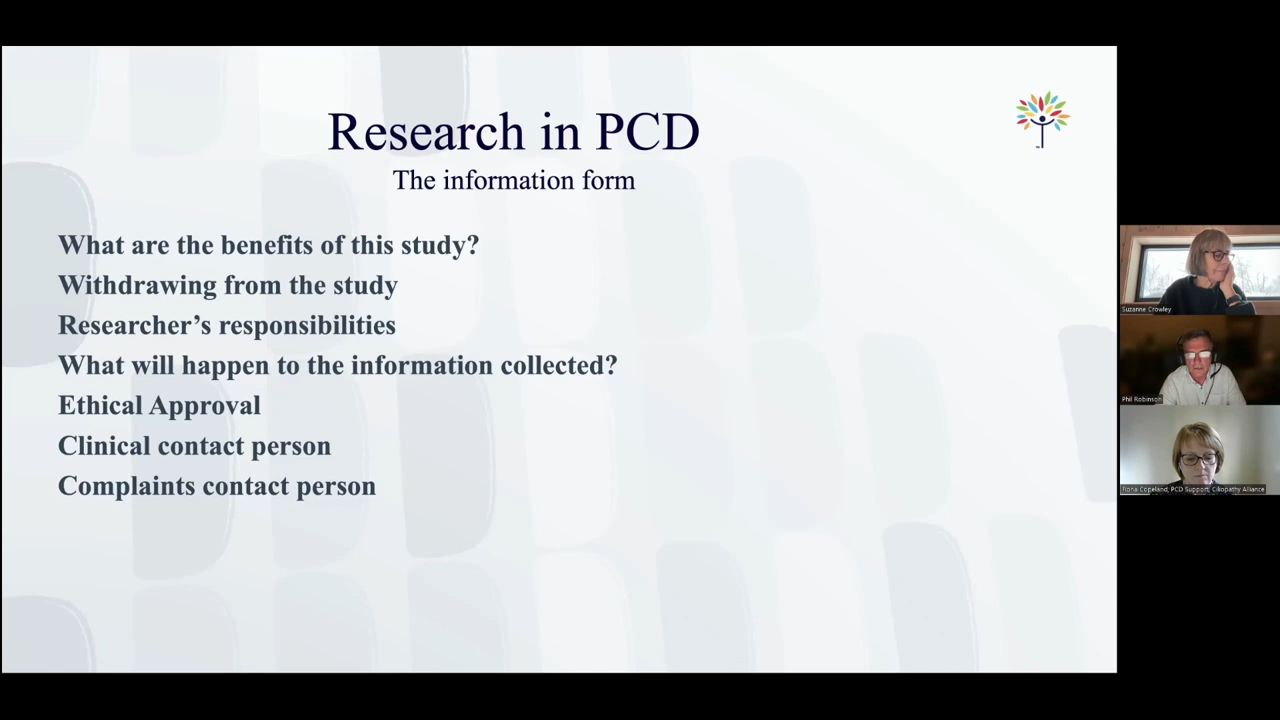 Research in PCD
The information form
What are the benefits of this study?
Withdrawing from the study
Researcher’s responsibilities
What will happen to the information collected?
Ethical Approval
Clinical contact person
Complaints contact person
Suzanne Crowley
Phil Robinson
Fiona Copeland, PCD Support, Ciliopathy Alliance